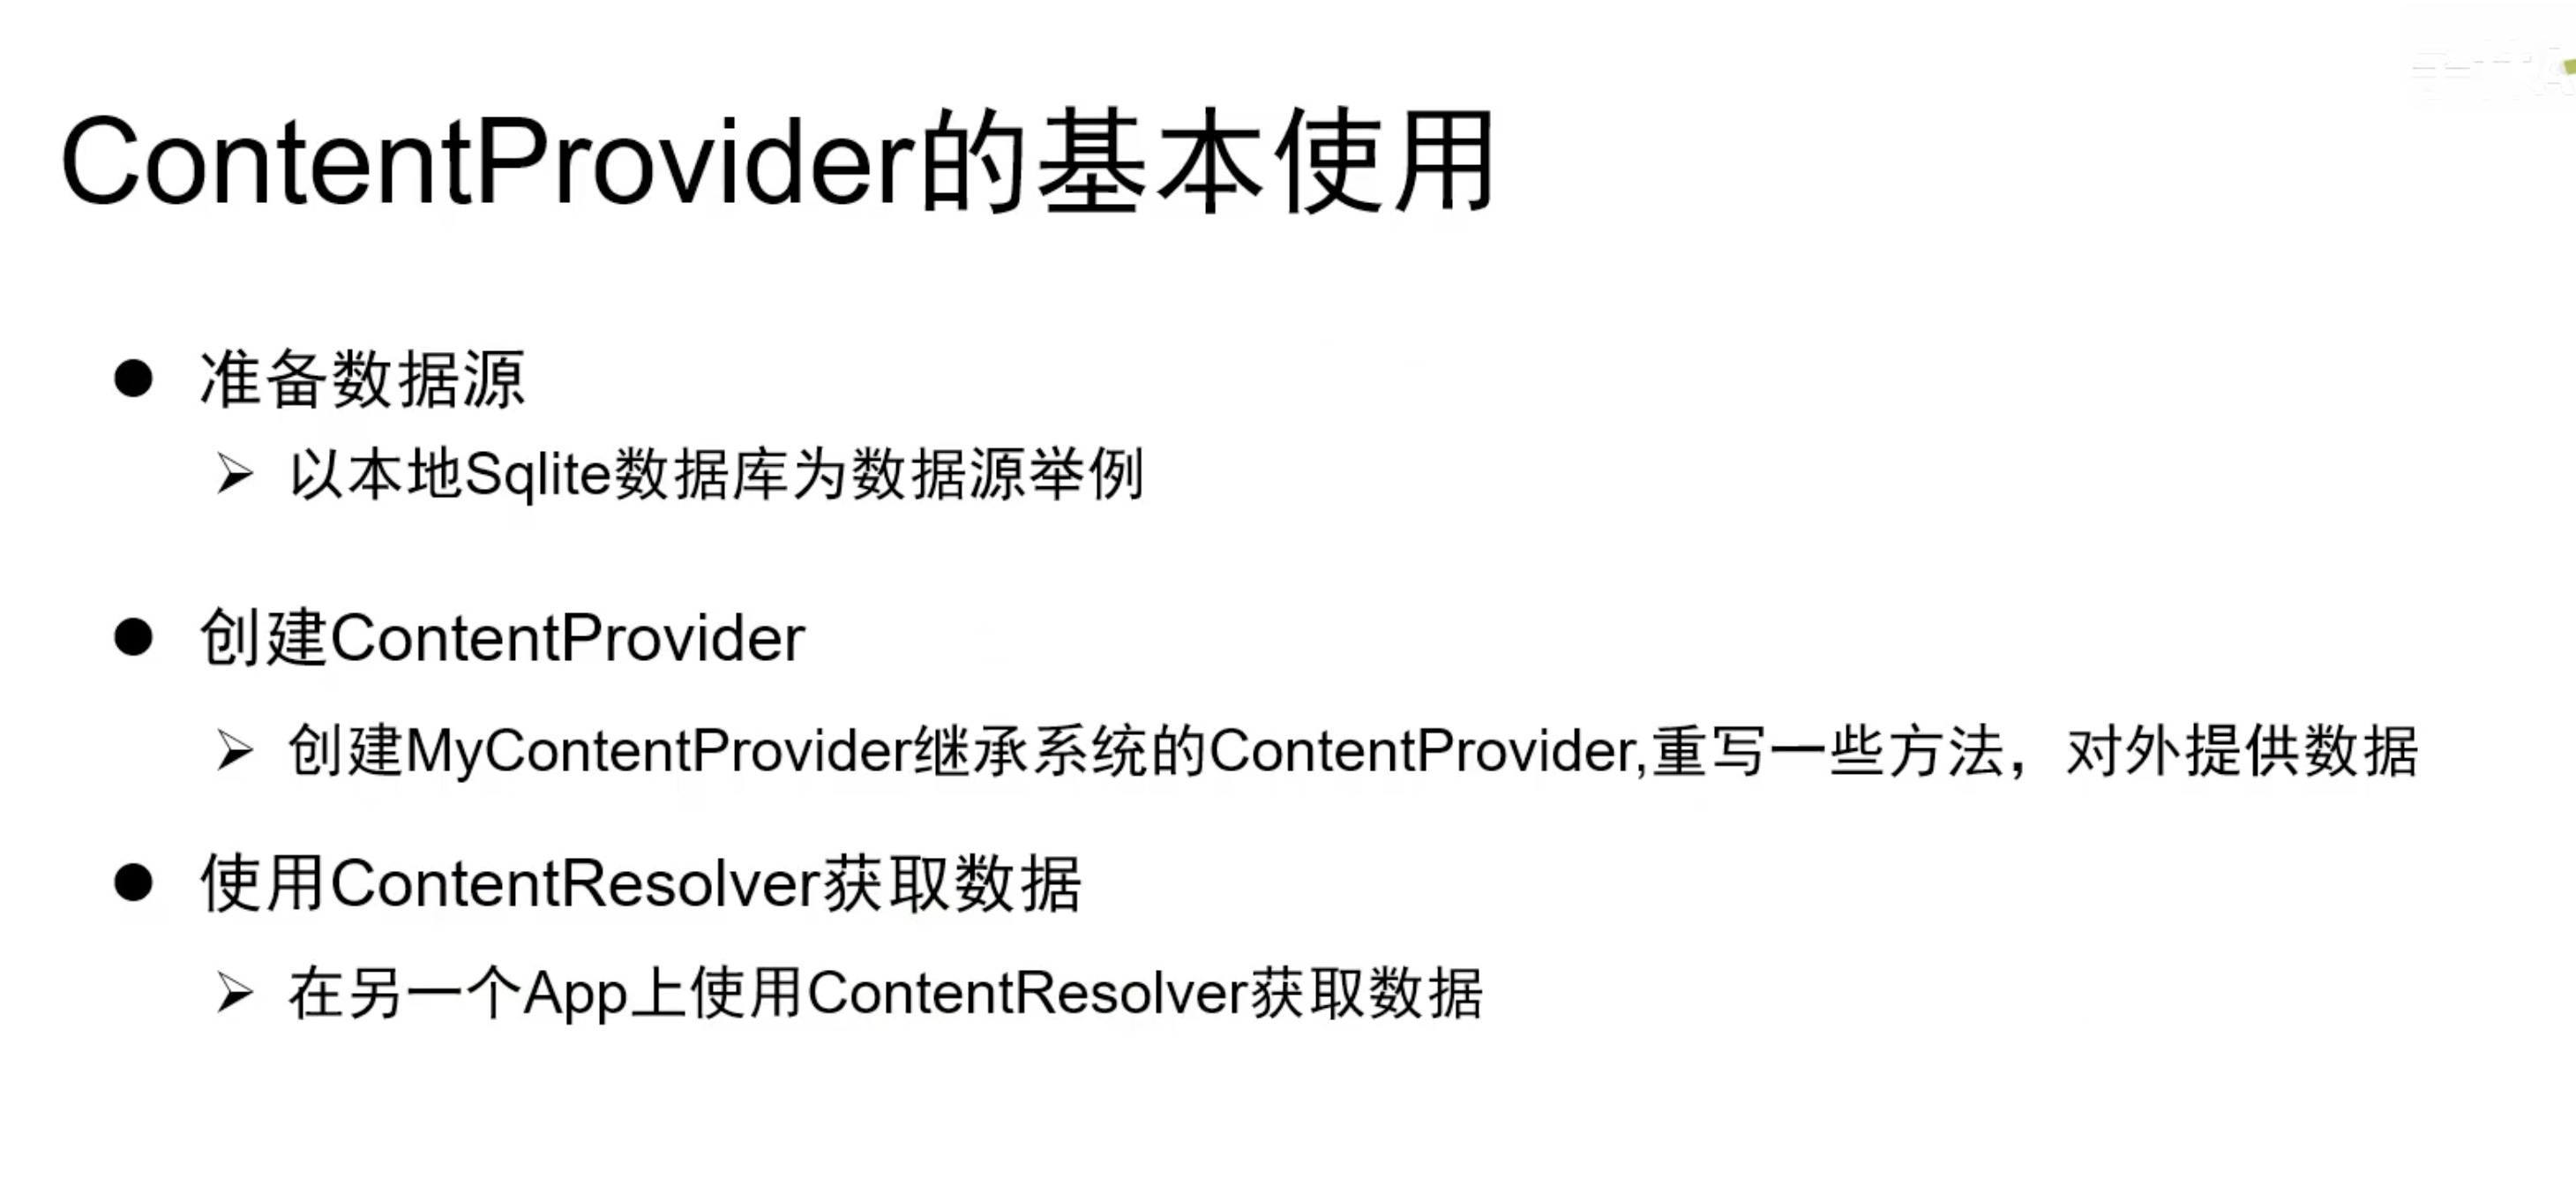 ContentProvider的基本使用
准备数据源
以本地Sqlite数据库为数据源举例
创建ContentProvider
创建MyContentProvider继承系统的ContentProvider,重写一些方法，对外提供数据
使用ContentResolver获取数据
在另一个App上使用ContentResolver获取数据